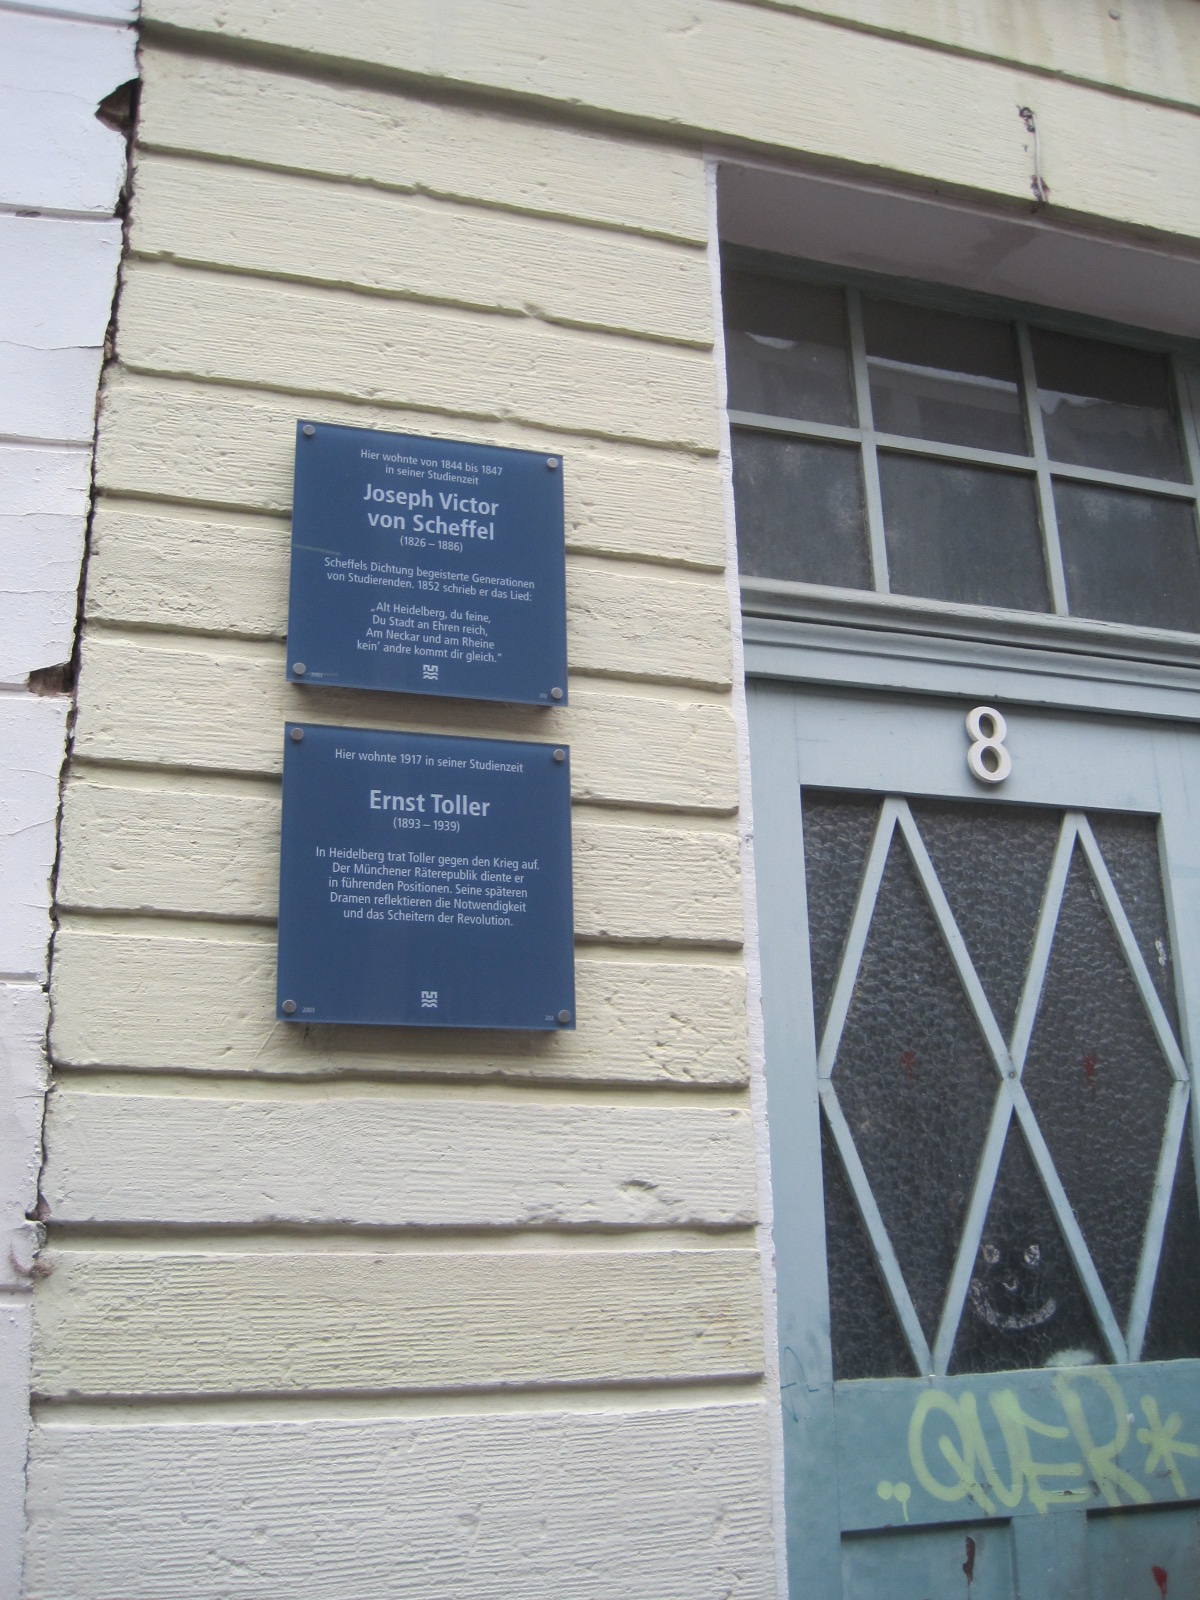 Hier wohnte von 1844 bis 1847
in seiner Studienzeit
Joseph Victor
von Scheffel
(1826 – 1886)
Scheffels Dichtung begeisterte Generationen
von Studierenden. 1852 schrieb er das Lied:
„Alt Heidelberg, du feine,
Du Stadt an Ehren reich,
Am Neckar und am Rheine
kein’ andre kommt dir gleich.“
Hier wohnte 1917 in seiner Studienzeit
Ernst Toller
(1893 – 1939)
In Heidelberg trat Toller gegen den Krieg auf.
Der Münchener Räterepublik diente er
in führenden Positionen. Seine späteren
Dramen reflektieren die Notwendigkeit
und das Scheitern der Revolution.
8
„QUER*